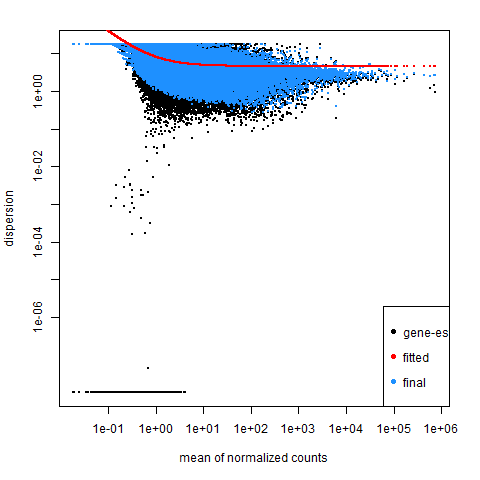 dispersion
1e+00
1e-02
1e-04
1e-06
gene-es
fitted
final
1e-01 1e+00 1e+01 1e+02 1e+03 1e+04 1e+05 1e+06
mean of normalized counts